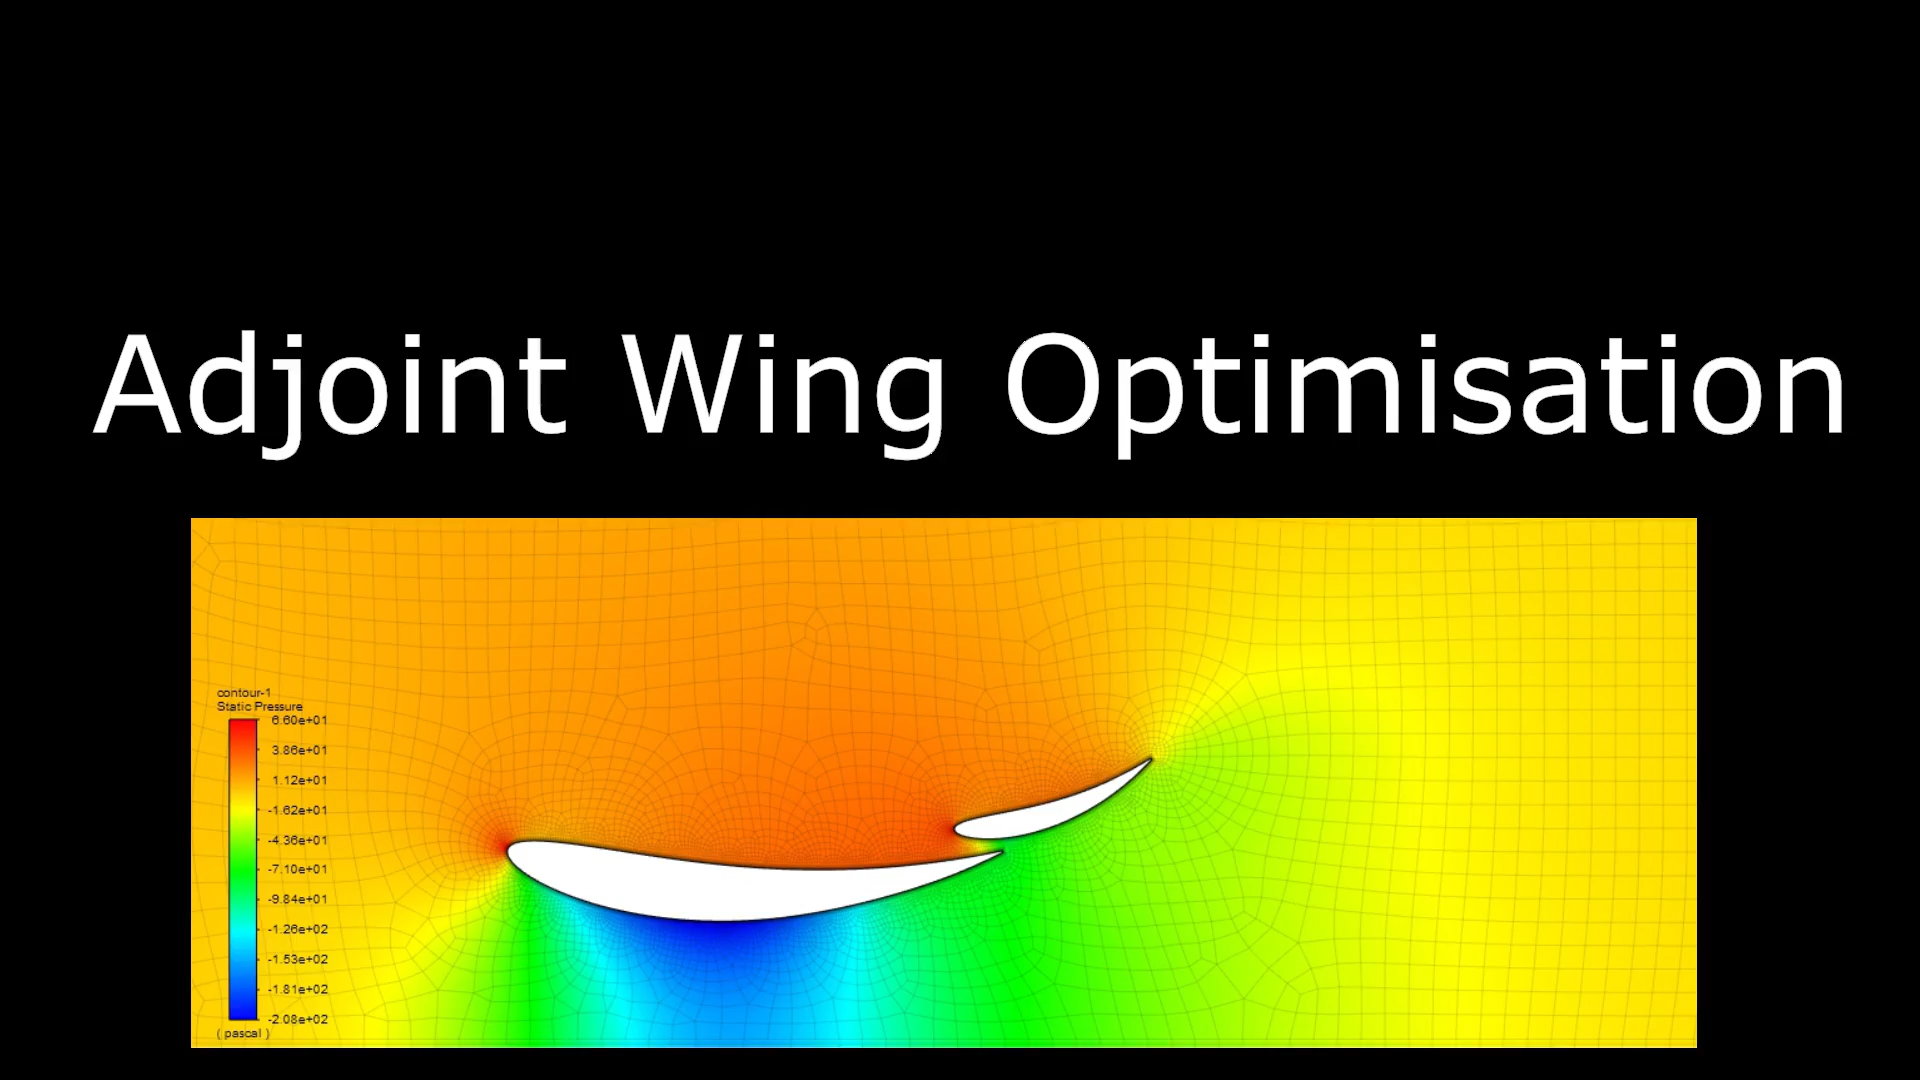 Adjoint Wing Optimisation
contour-1
Static Pressure
6.60e+01
3.86e+01
1.12e+01
-1.62e+01
-4.36e+01
-7.10e+01
-9.84e+01
-1.26e+02
-1.53e+02
-1.81e+02
-2.08e+02
( pascal )